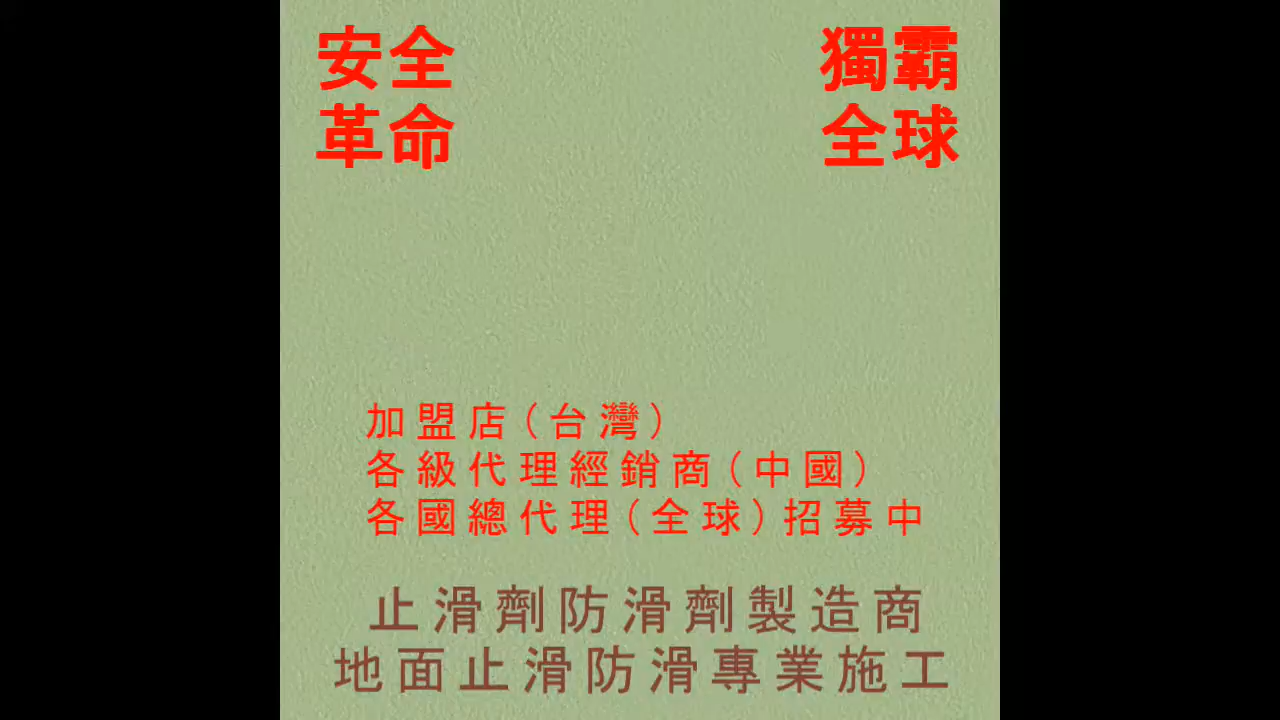 安全
革命
獨霸
全球
加盟店(台灣)
各級代理經銷商(中國)
各國總代理(全球)招募中
止滑劑防滑劑製造商
地面止滑防滑專業施工